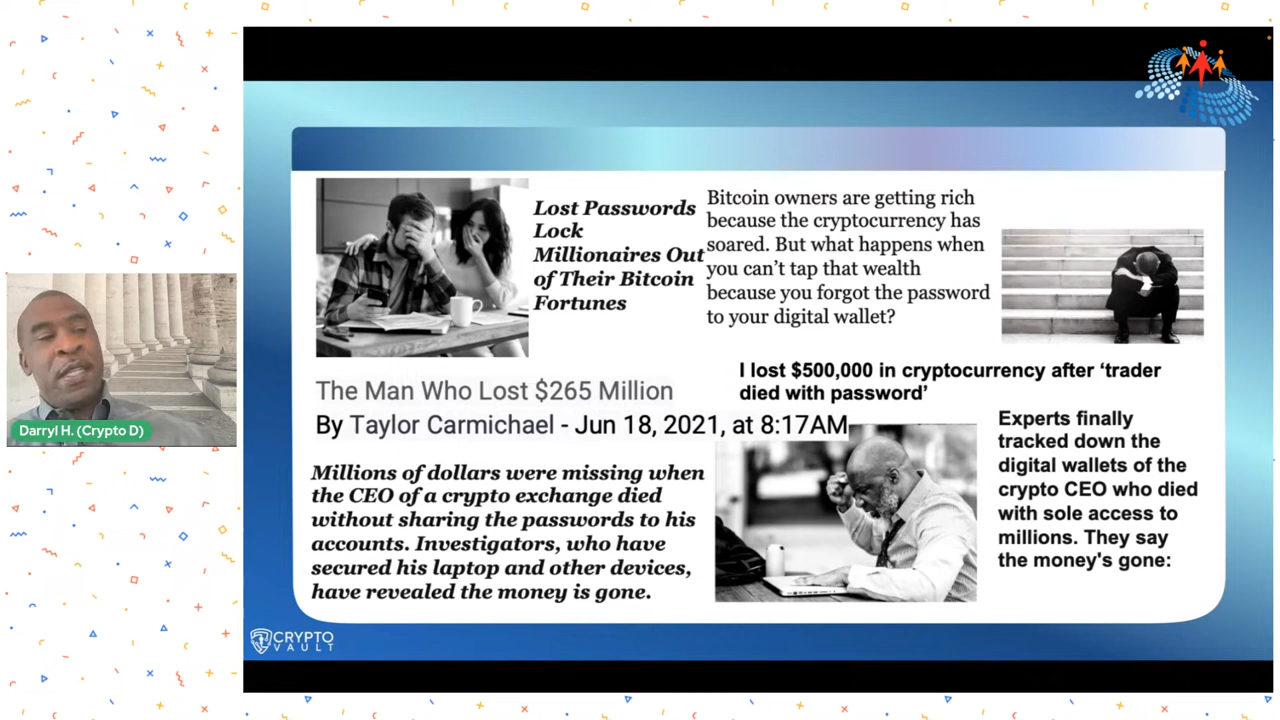 Lost Passwords
Lock
Millionaires Out
of Their Bitcoin
Fortunes
Bitcoin owners are getting rich
because the cryptocurrency has
soared. But what happens when
you can’t tap that wealth
because you forgot the password
to your digital wallet?
I lost $500,000 in cryptocurrency after ‘trader
died with password’
The Man Who Lost $265 Million
By Taylor Carmichael - Jun 18, 2021, at 8:17AM
Millions of dollars were missing when
the CEO of a crypto exchange died
without sharing the passwords to his
accounts. Investigators, who have
secured his laptop and other devices,
have revealed the money is gone.
Experts finally
tracked down the
digital wallets of the
crypto CEO who died
with sole access to
millions. They say
the money's gone:
Darryl H. (Crypto D)
CRYPTO
VAULT